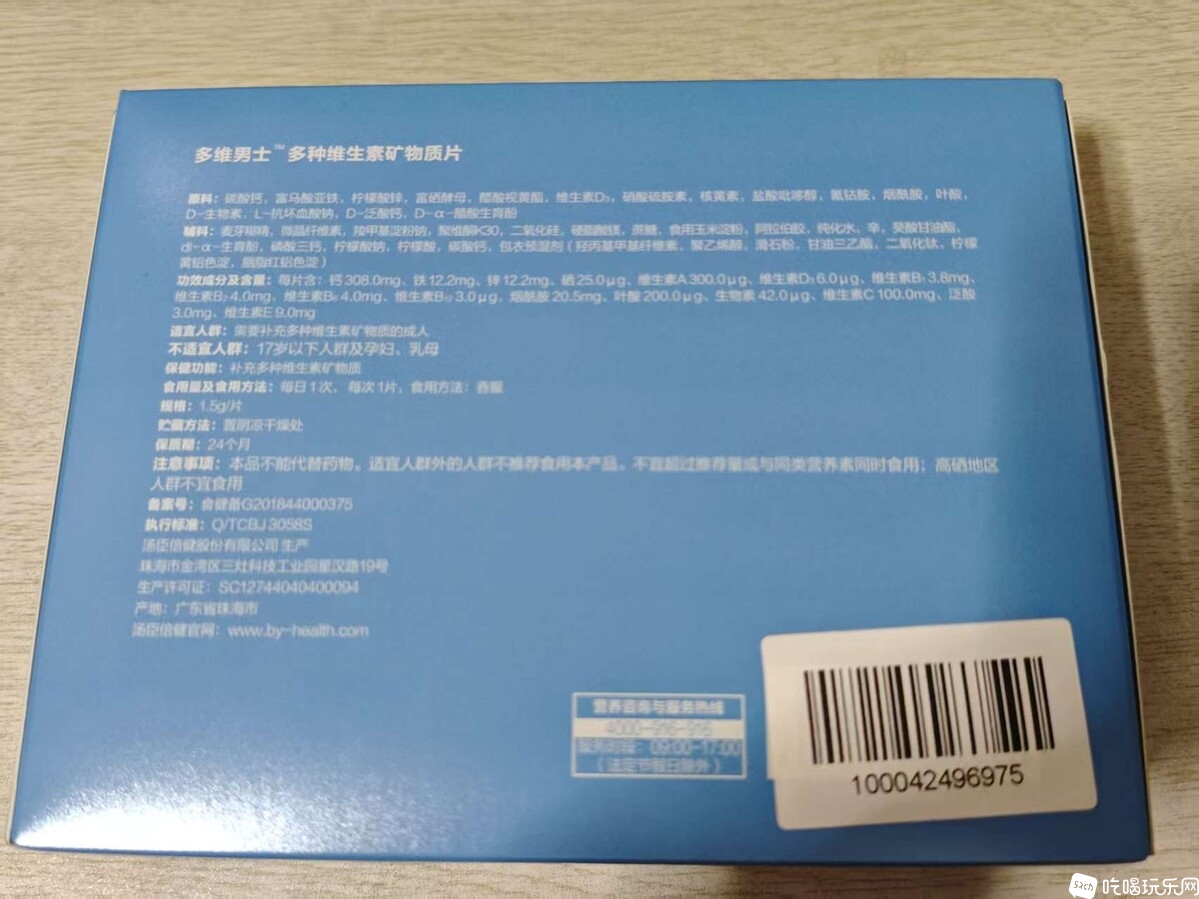 多维男士™多种维生素矿物质片
原料：碳酸钙，富马酸亚铁，柠檬酸锌，富硒酵母，醋酸视黄酯，维生素D₃，硝酸硫胺素，核黄素，盐酸吡哆醇，氰钴胺，烟酰胺，叶酸，
D-生物素，L-抗坏血酸钠，D-泛酸钙，D-α-醋酸生育酚
辅料：麦芽糊精，微晶纤维素，羧甲基淀粉钠，聚维酮K30，二氧化硅，硬脂酸镁，蔗糖，食用玉米淀粉，阿拉伯胶，纯化水，辛，癸酸甘油酯，
dl-α-生育酚，磷酸三钙，柠檬酸钠，柠檬酸，碳酸钙，包衣预混剂（羟丙基甲基纤维素，聚乙烯醇，滑石粉，甘油三乙酯，二氧化钛，柠檬
黄铝色淀，胭脂红铝色淀）
功效成分及含量：每片含：钙308.0mg、铁12.2mg、锌12.2mg、硒25.0μg、维生素A300.0μg、维生素D₃6.0μg、维生素B₁3.8mg、
维生素B₂4.0mg、维生素B₆4.0mg、维生素B₁₂3.0μg、烟酰胺20.5mg、叶酸200.0μg、生物素42.0μg、维生素C100.0mg、泛酸
3.0mg、维生素E9.0mg
适宜人群：需要补充多种维生素矿物质的成人
不适宜人群：17岁以下人群及孕妇、乳母
保健功能：补充多种维生素矿物质
食用量及食用方法：每日1次，每次1片，食用方法：吞服
规格：1.5g/片
贮藏方法：置阴凉干燥处
保质期：24个月
注意事项：本品不能代替药物。适宜人群外的人群不推荐食用本产品。不宜超过推荐量或与同类营养素同时食用；高硒地区
人群不宜食用
备案号：食健备G201844000375
执行标准：Q/TCBJ 3058S
汤臣倍健股份有限公司 生产
珠海市金湾区三灶科技工业园星汉路19号
生产许可证：SC12744040400094
产地：广东省珠海市
汤臣倍健官网：www.by-health.com
营养咨询与服务热线
4000-916-916
服务时段：09:00-17:00
（法定节假日除外）
100042496975
吃喝玩乐网